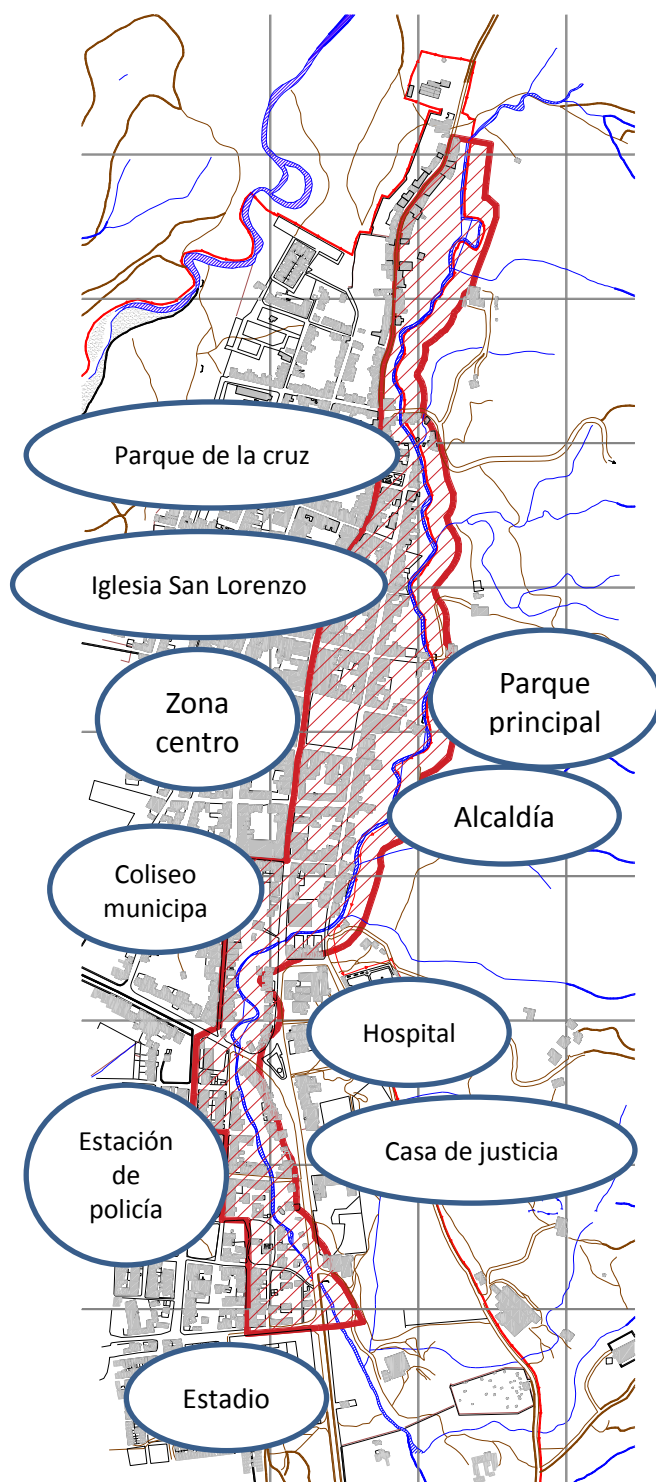 Parque de la cruz
Iglesia San Lorenzo
Zona
centro
Parque
principal
Alcaldía
Coliseo
municipa
Hospital
Estación
de
policía
Casa de justicia
Estadio